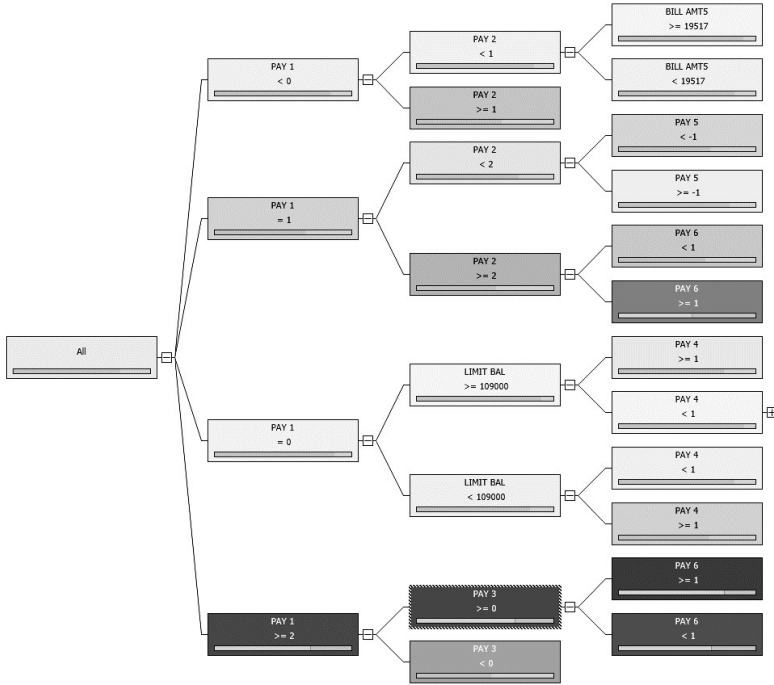 BILL AMT5
>= 19517
PAY 2
< 1
PAY 1
< 0
BILL AMT5
< 19517
PAY 2
>= 1
PAY 5
< -1
PAY 2
< 2
PAY 5
>= -1
PAY 1
= 1
PAY 6
< 1
PAY 2
>= 2
PAY 6
>= 1
All
PAY 4
>= 1
LIMIT BAL
>= 109000
PAY 4
< 1
PAY 1
= 0
PAY 4
< 1
LIMIT BAL
< 109000
PAY 4
>= 1
PAY 6
>= 1
PAY 3
>= 0
PAY 1
>= 2
PAY 6
< 1
PAY 3
< 0